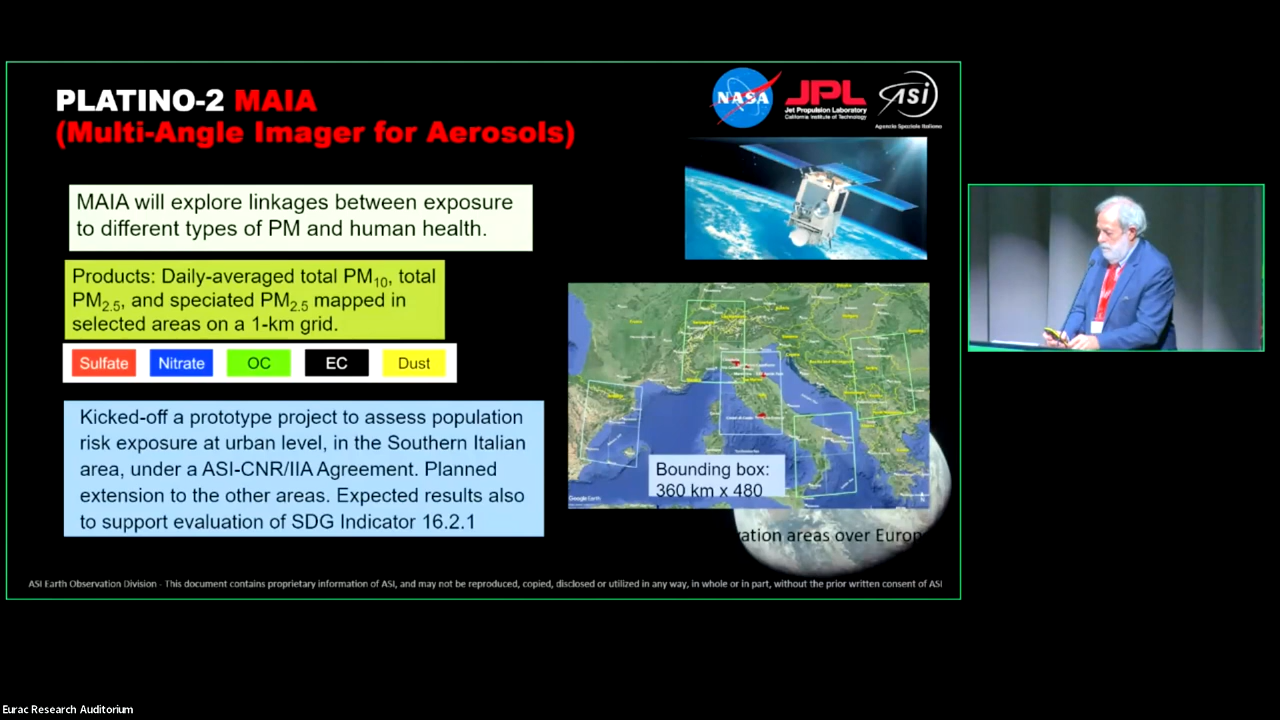 PLATINO-2 MAIA
(Multi-Angle Imager for Aerosols)
NASA
JPL
Jet Propulsion Laboratory
California Institute of Technology
asi
Agenzia Spaziale Italiana
MAIA will explore linkages between exposure
to different types of PM and human health.
Products: Daily-averaged total PM10, total
PM2.5, and speciated PM2.5 mapped in
selected areas on a 1-km grid.
Sulfate Nitrate OC EC Dust
Kicked-off a prototype project to assess population
risk exposure at urban level, in the Southern Italian
area, under a ASI-CNR/IIA Agreement. Planned
extension to the other areas. Expected results also
to support evaluation of SDG Indicator 16.2.1
Bounding box:
360 km x 480
Google Earth
vation areas over Europ
ASI Earth Observation Division - This document contains proprietary information of ASI, and may not be reproduced, copied, disclosed or utilized in any way, in whole or in part, without the prior written consent of ASI
Eurac Research Auditorium